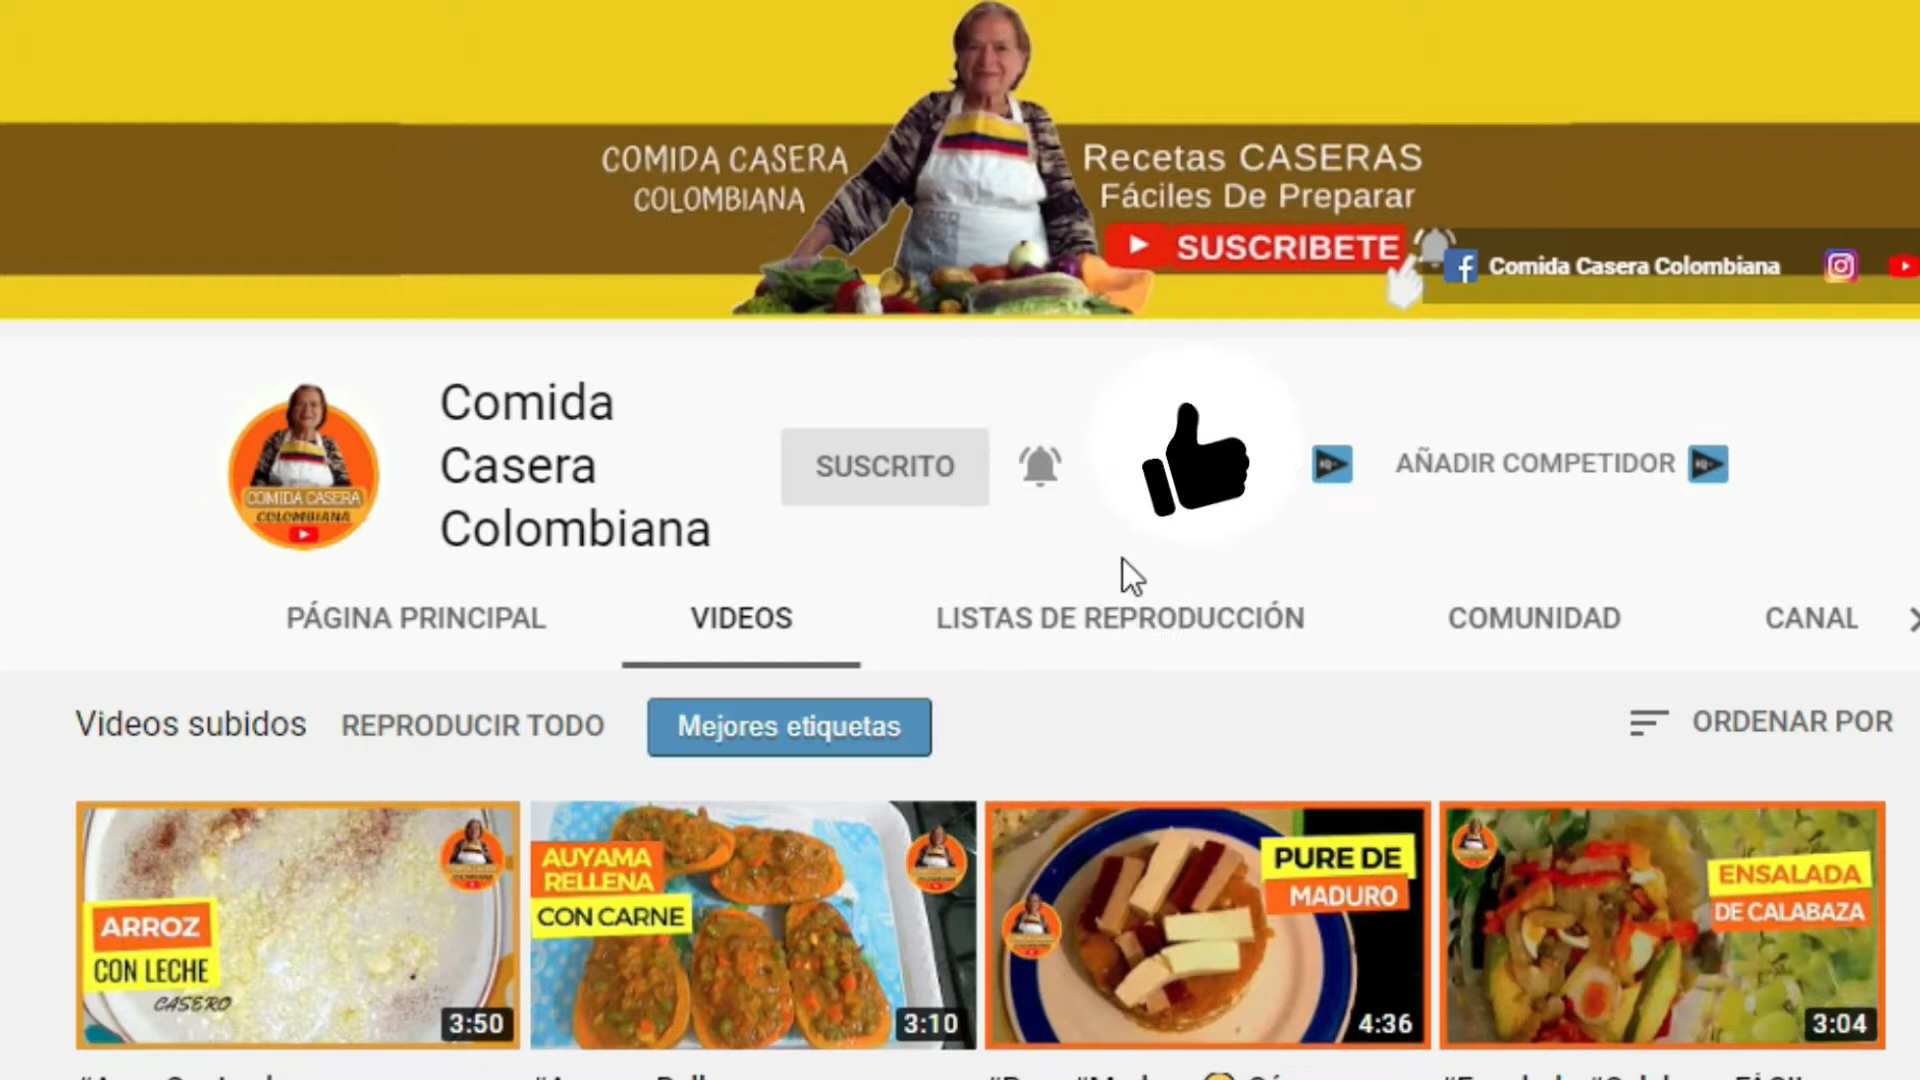 COMIDA CASERA
COLOMBIANA
Recetas CASERAS
Fáciles De Preparar
SUSCRIBETE
Comida Casera Colombiana
COMIDA CASERA
COLOMBIANA
Comida
Casera
Colombiana
SUSCRITO
AÑADIR COMPETIDOR
PÁGINA PRINCIPAL
VIDEOS
LISTAS DE REPRODUCCIÓN
COMUNIDAD
CANAL
Videos subidos
REPRODUCIR TODO
Mejores etiquetas
ORDENAR POR
ARROZ
CON LECHE
CASERO
3:50
AUYAMA
RELLENA
CON CARNE
3:10
PURE DE
MADURO
4:36
ENSALADA
DE CALABAZA
3:04